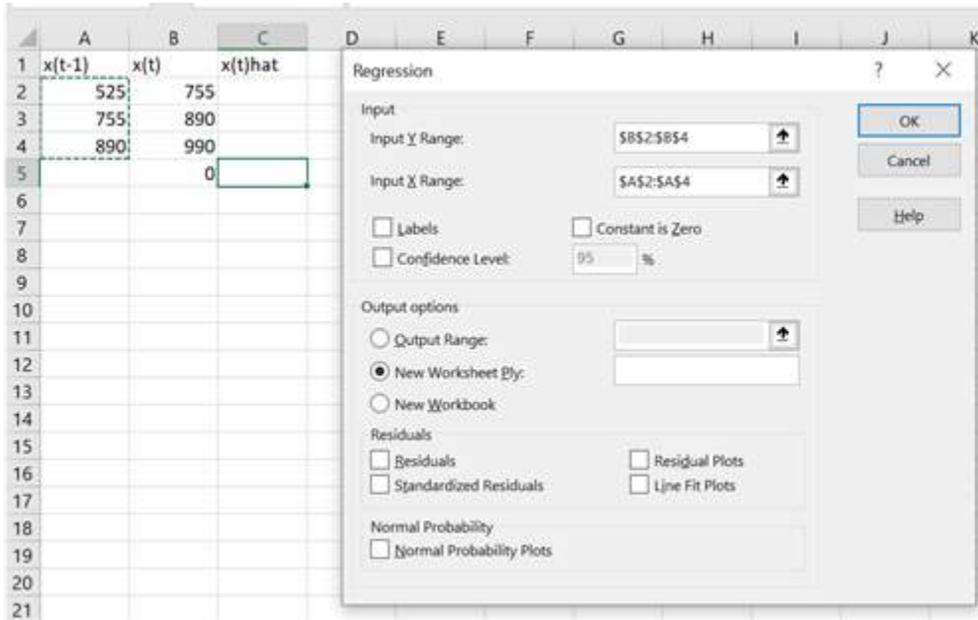 A B C D E F G H I J K
1 x(t-1) x(t) x(t)hat
2 525 755
3 755 890
4 890 990
5 0
6
7
8
9
10
11
12
13
14
15
16
17
18
19
20
21
Regression ? ×
Input
Input Y Range: $B$2:$B$4
Input X Range: $A$2:$A$4
Labels Constant is Zero
Confidence Level: 95 %
OK
Cancel
Help
Output options
Output Range:
New Worksheet Ply:
New Workbook
Residuals
Residuals Residual Plots
Standardized Residuals Line Fit Plots
Normal Probability
Normal Probability Plots